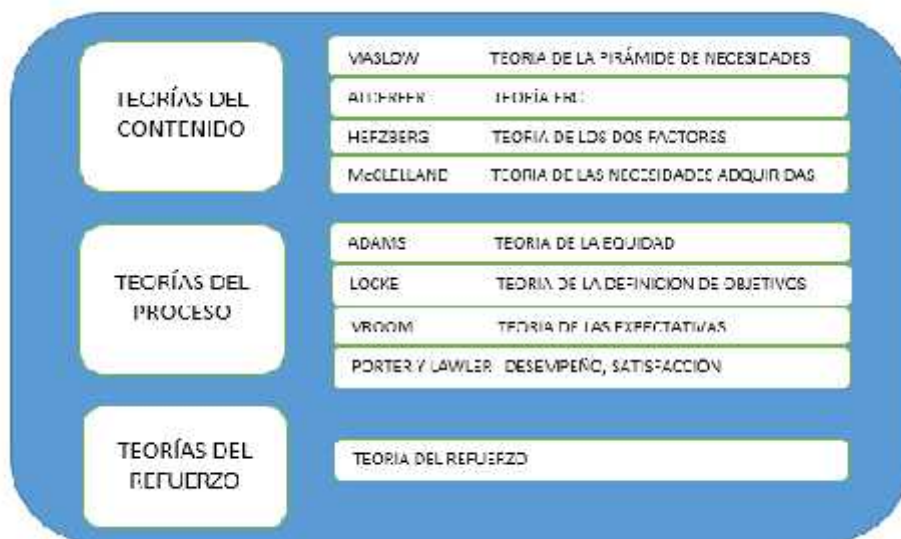 TEORÍAS DEL
CONTENIDO
MASLOW TEORIA DE LA PIRÁMIDE DE NECESIDADES
ALDERFER TEORÍA ERC
HERZBERG TEORIA DE LOS DOS FACTORES
McCLELLAND TEORIA DE LAS NECESIDADES ADQUIRIDAS
TEORÍAS DEL
PROCESO
ADAMS TEORIA DE LA EQUIDAD
LOCKE TEORIA DE LA DEFINICION DE OBJETIVOS
VROOM TEORIA DE LAS EXPECTATIVAS
PORTER Y LAWLER DESEMPEÑO, SATISFACCIÓN
TEORÍAS DEL
REFUERZO
TEORIA DEL REFUERZO